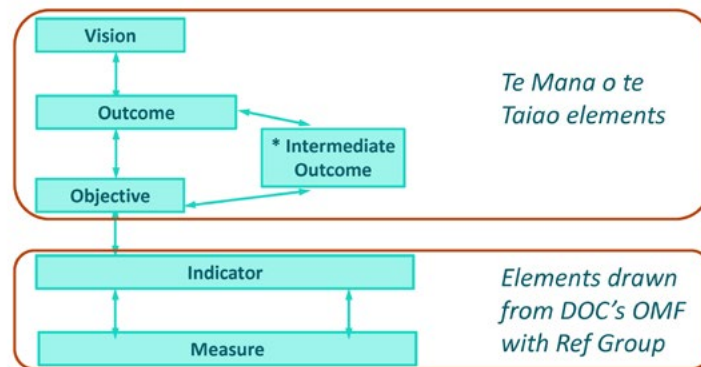 Vision
Outcome
* Intermediate
Outcome
Objective
Te Mana o te
Taiao elements
Indicator
Measure
Elements drawn
from DOC's OMF
with Ref Group